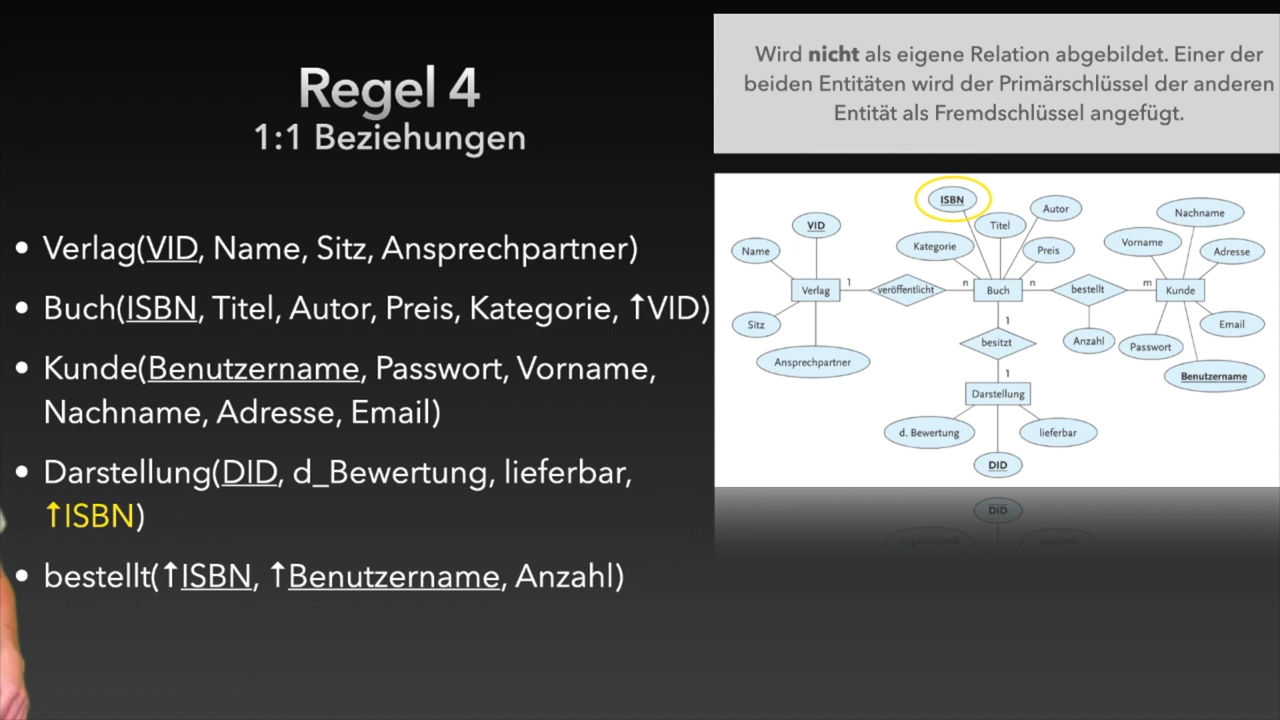 Regel 4
1:1 Beziehungen
Wird nicht als eigene Relation abgebildet. Einer der
beiden Entitäten wird der Primärschlüssel der anderen
Entität als Fremdschlüssel angefügt.
• Verlag(VID, Name, Sitz, Ansprechpartner)
• Buch(ISBN, Titel, Autor, Preis, Kategorie, ↑VID)
• Kunde(Benutzername, Passwort, Vorname,
Nachname, Adresse, Email)
• Darstellung(DID, d_Bewertung, lieferbar,
↑ISBN)
• bestellt(↑ISBN, ↑Benutzername, Anzahl)
ISBN
Autor
Nachname
VID
Titel
Name
Kategorie
Preis
Vorname
Adresse
Verlag
1
veröffentlicht
n
Buch
n
bestellt
m
Kunde
Sitz
1
Email
besitzt
Anzahl
Passwort
Ansprechpartner
1
Benutzername
Darstellung
d. Bewertung
lieferbar
DID
DID